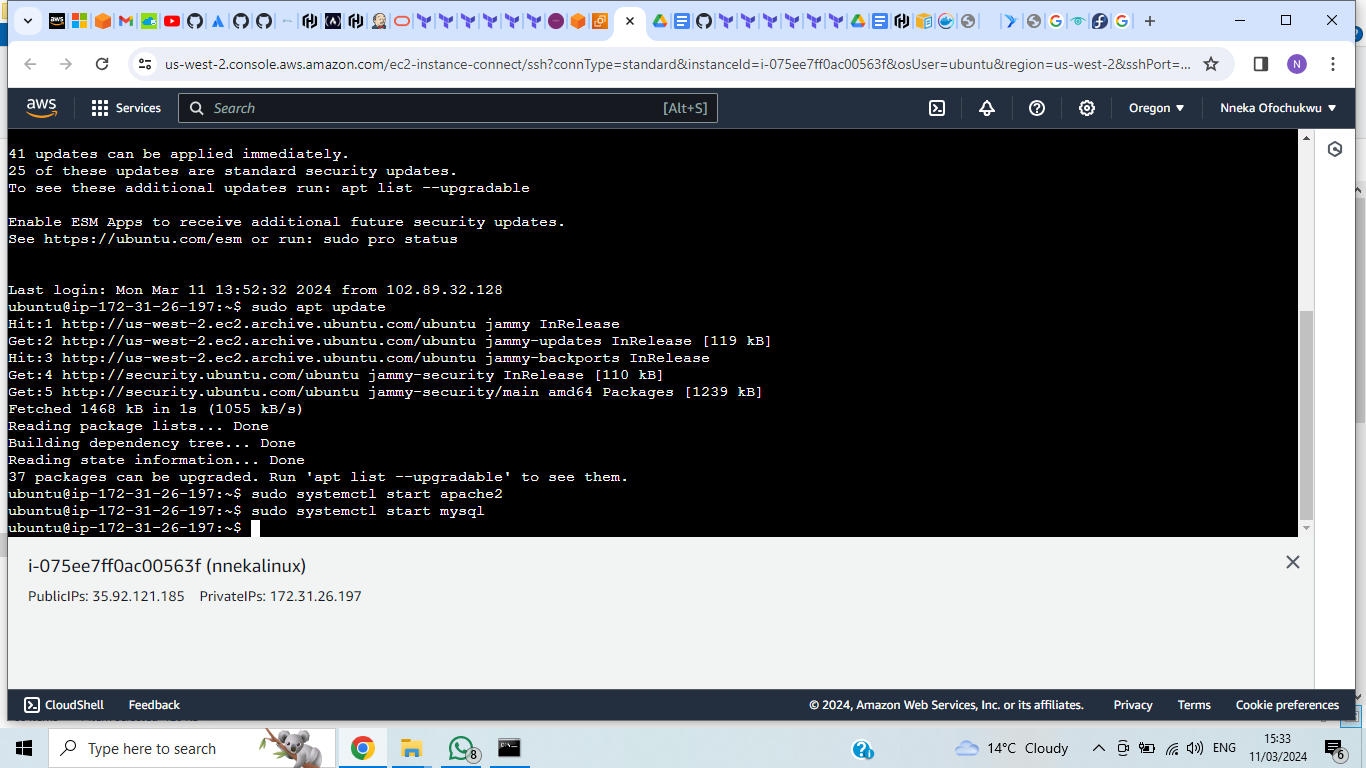 us-west-2.console.aws.amazon.com/ec2-instance-connect/ssh?connType=standard&instanceId=i-075ee7ff0ac00563f&osUser=ubuntu&region=us-west-2&sshPort=...
N
aws
Services
Search
[Alt+S]
Oregon
Nneka Ofochukwu
41 updates can be applied immediately.
25 of these updates are standard security updates.
To see these additional updates run: apt list --upgradable
Enable ESM Apps to receive additional future security updates.
See https://ubuntu.com/esm or run: sudo pro status
Last login: Mon Mar 11 13:52:32 2024 from 102.89.32.128
ubuntu@ip-172-31-26-197:~$ sudo apt update
Hit:1 http://us-west-2.ec2.archive.ubuntu.com/ubuntu jammy InRelease
Get:2 http://us-west-2.ec2.archive.ubuntu.com/ubuntu jammy-updates InRelease [119 kB]
Hit:3 http://us-west-2.ec2.archive.ubuntu.com/ubuntu jammy-backports InRelease
Get:4 http://security.ubuntu.com/ubuntu jammy-security InRelease [110 kB]
Get:5 http://security.ubuntu.com/ubuntu jammy-security/main amd64 Packages [1239 kB]
Fetched 1468 kB in 1s (1055 kB/s)
Reading package lists... Done
Building dependency tree... Done
Reading state information... Done
37 packages can be upgraded. Run 'apt list --upgradable' to see them.
ubuntu@ip-172-31-26-197:~$ sudo systemctl start apache2
ubuntu@ip-172-31-26-197:~$ sudo systemctl start mysql
ubuntu@ip-172-31-26-197:~$
i-075ee7ff0ac00563f (nnekalinux)
PublicIPs: 35.92.121.185 PrivateIPs: 172.31.26.197
CloudShell
Feedback
© 2024, Amazon Web Services, Inc. or its affiliates.
Privacy
Terms
Cookie preferences
Type here to search
8
14°C Cloudy
ENG
15:33
11/03/2024
6